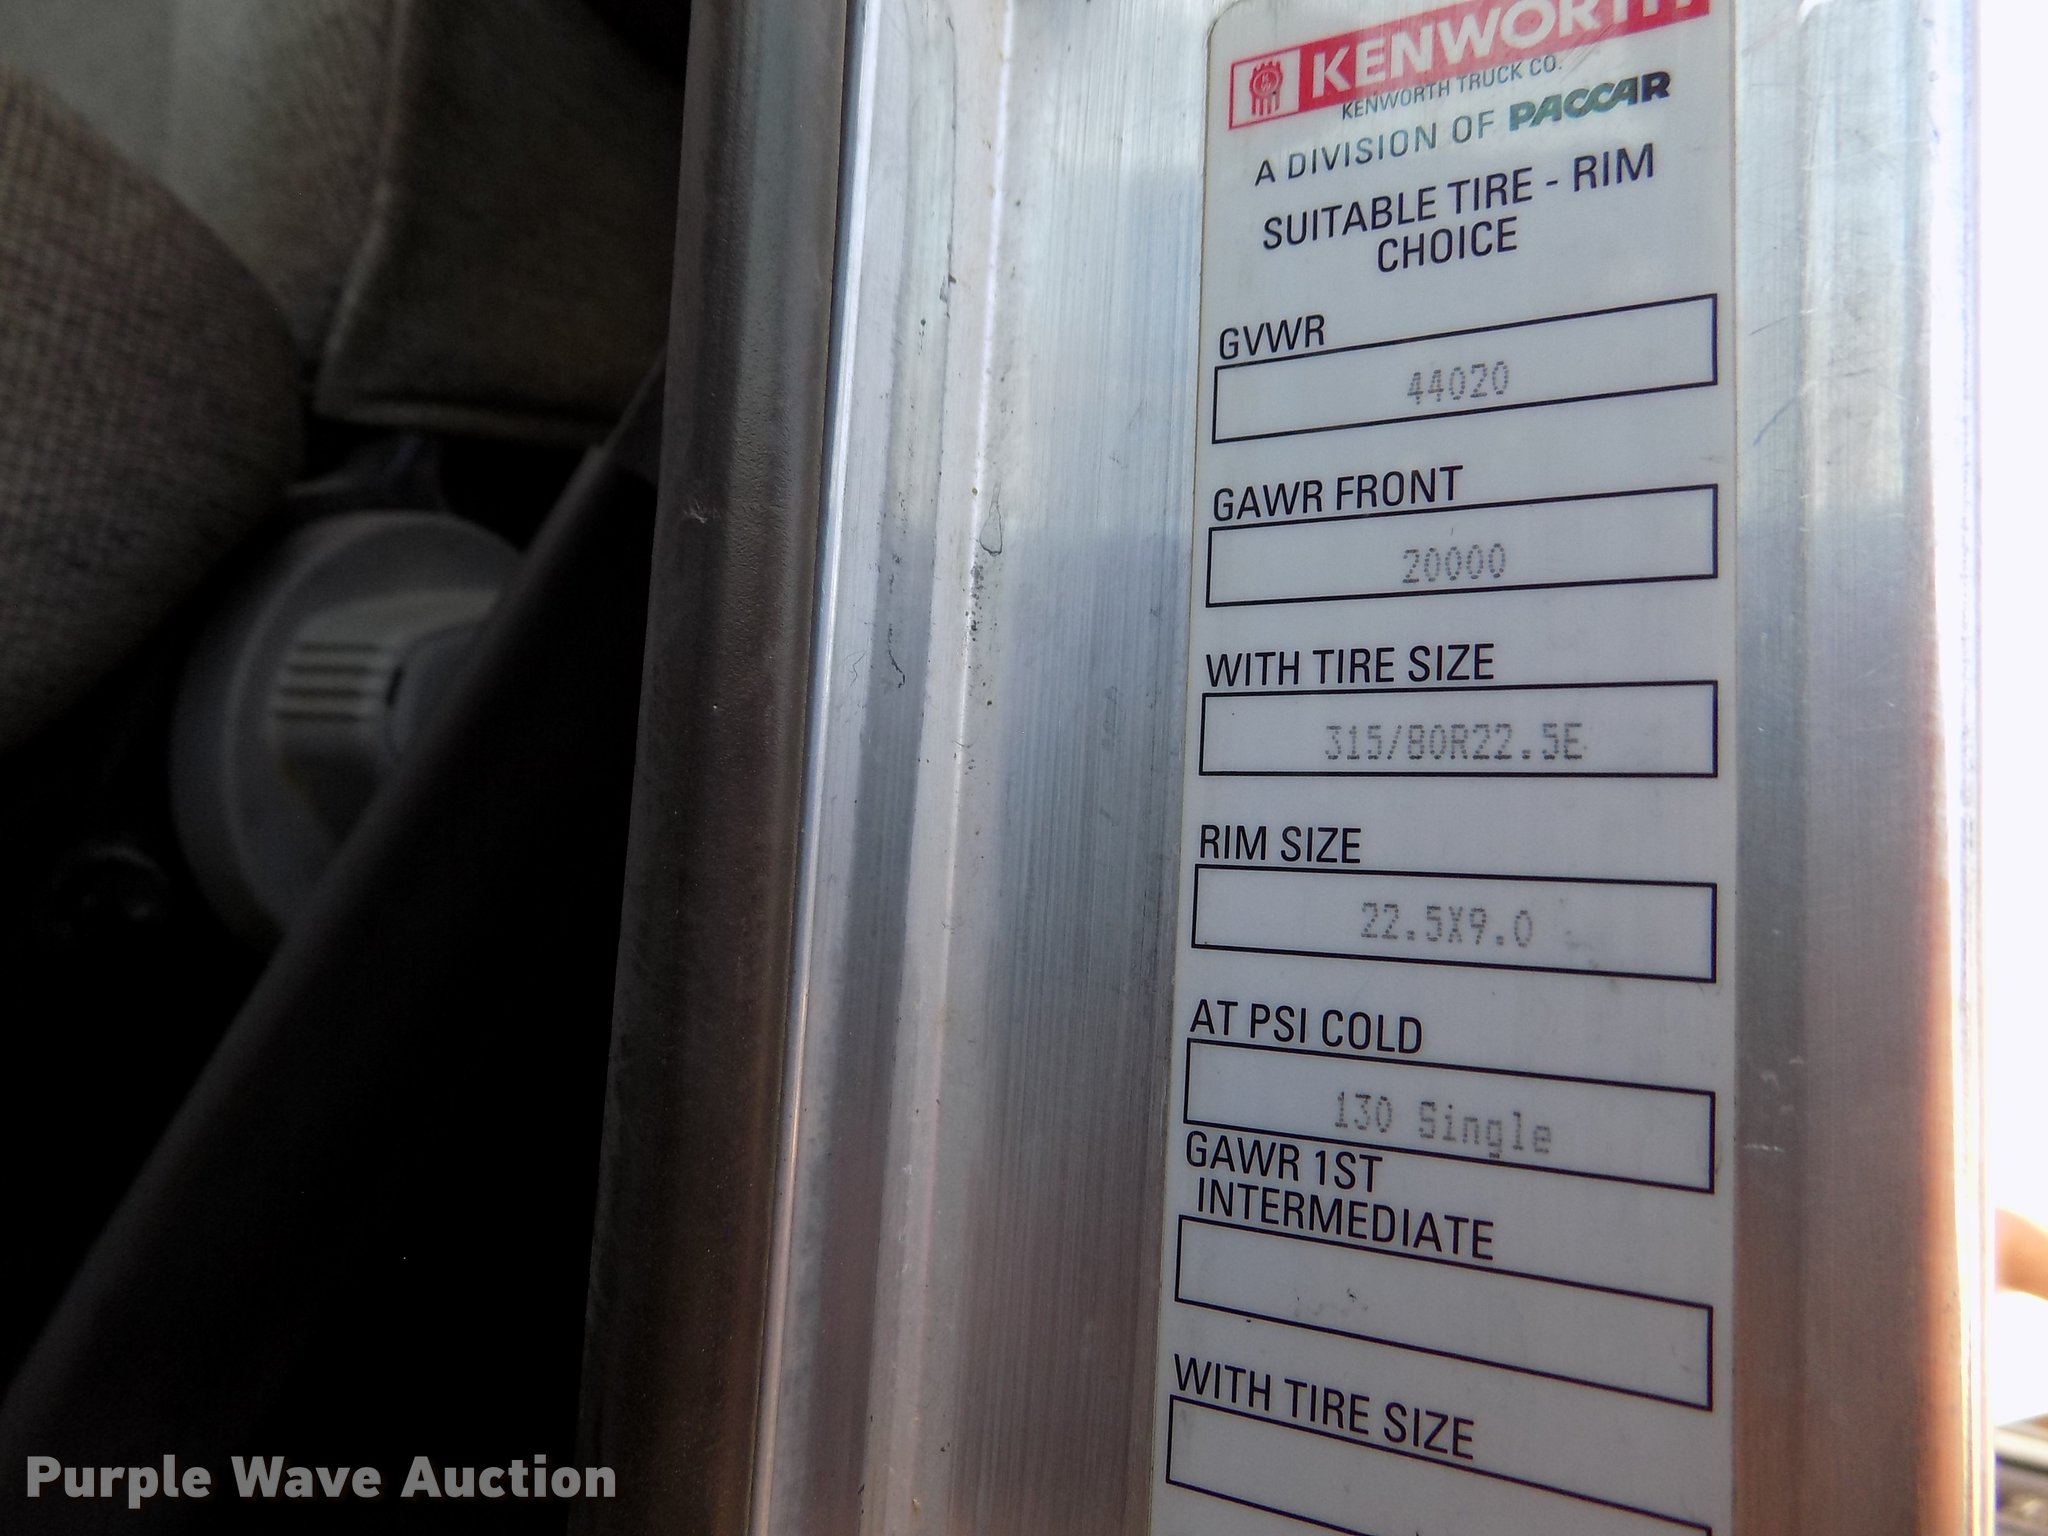 KENWORTH
KENWORTH TRUCK CO.
A DIVISION OF PACCAR
SUITABLE TIRE - RIM
CHOICE
GVWR
44020
GAWR FRONT
20000
WITH TIRE SIZE
315/80R22.5E
RIM SIZE
22.5X9.0
AT PSI COLD
130 Single
GAWR 1ST
INTERMEDIATE
WITH TIRE SIZE
Purple Wave Auction